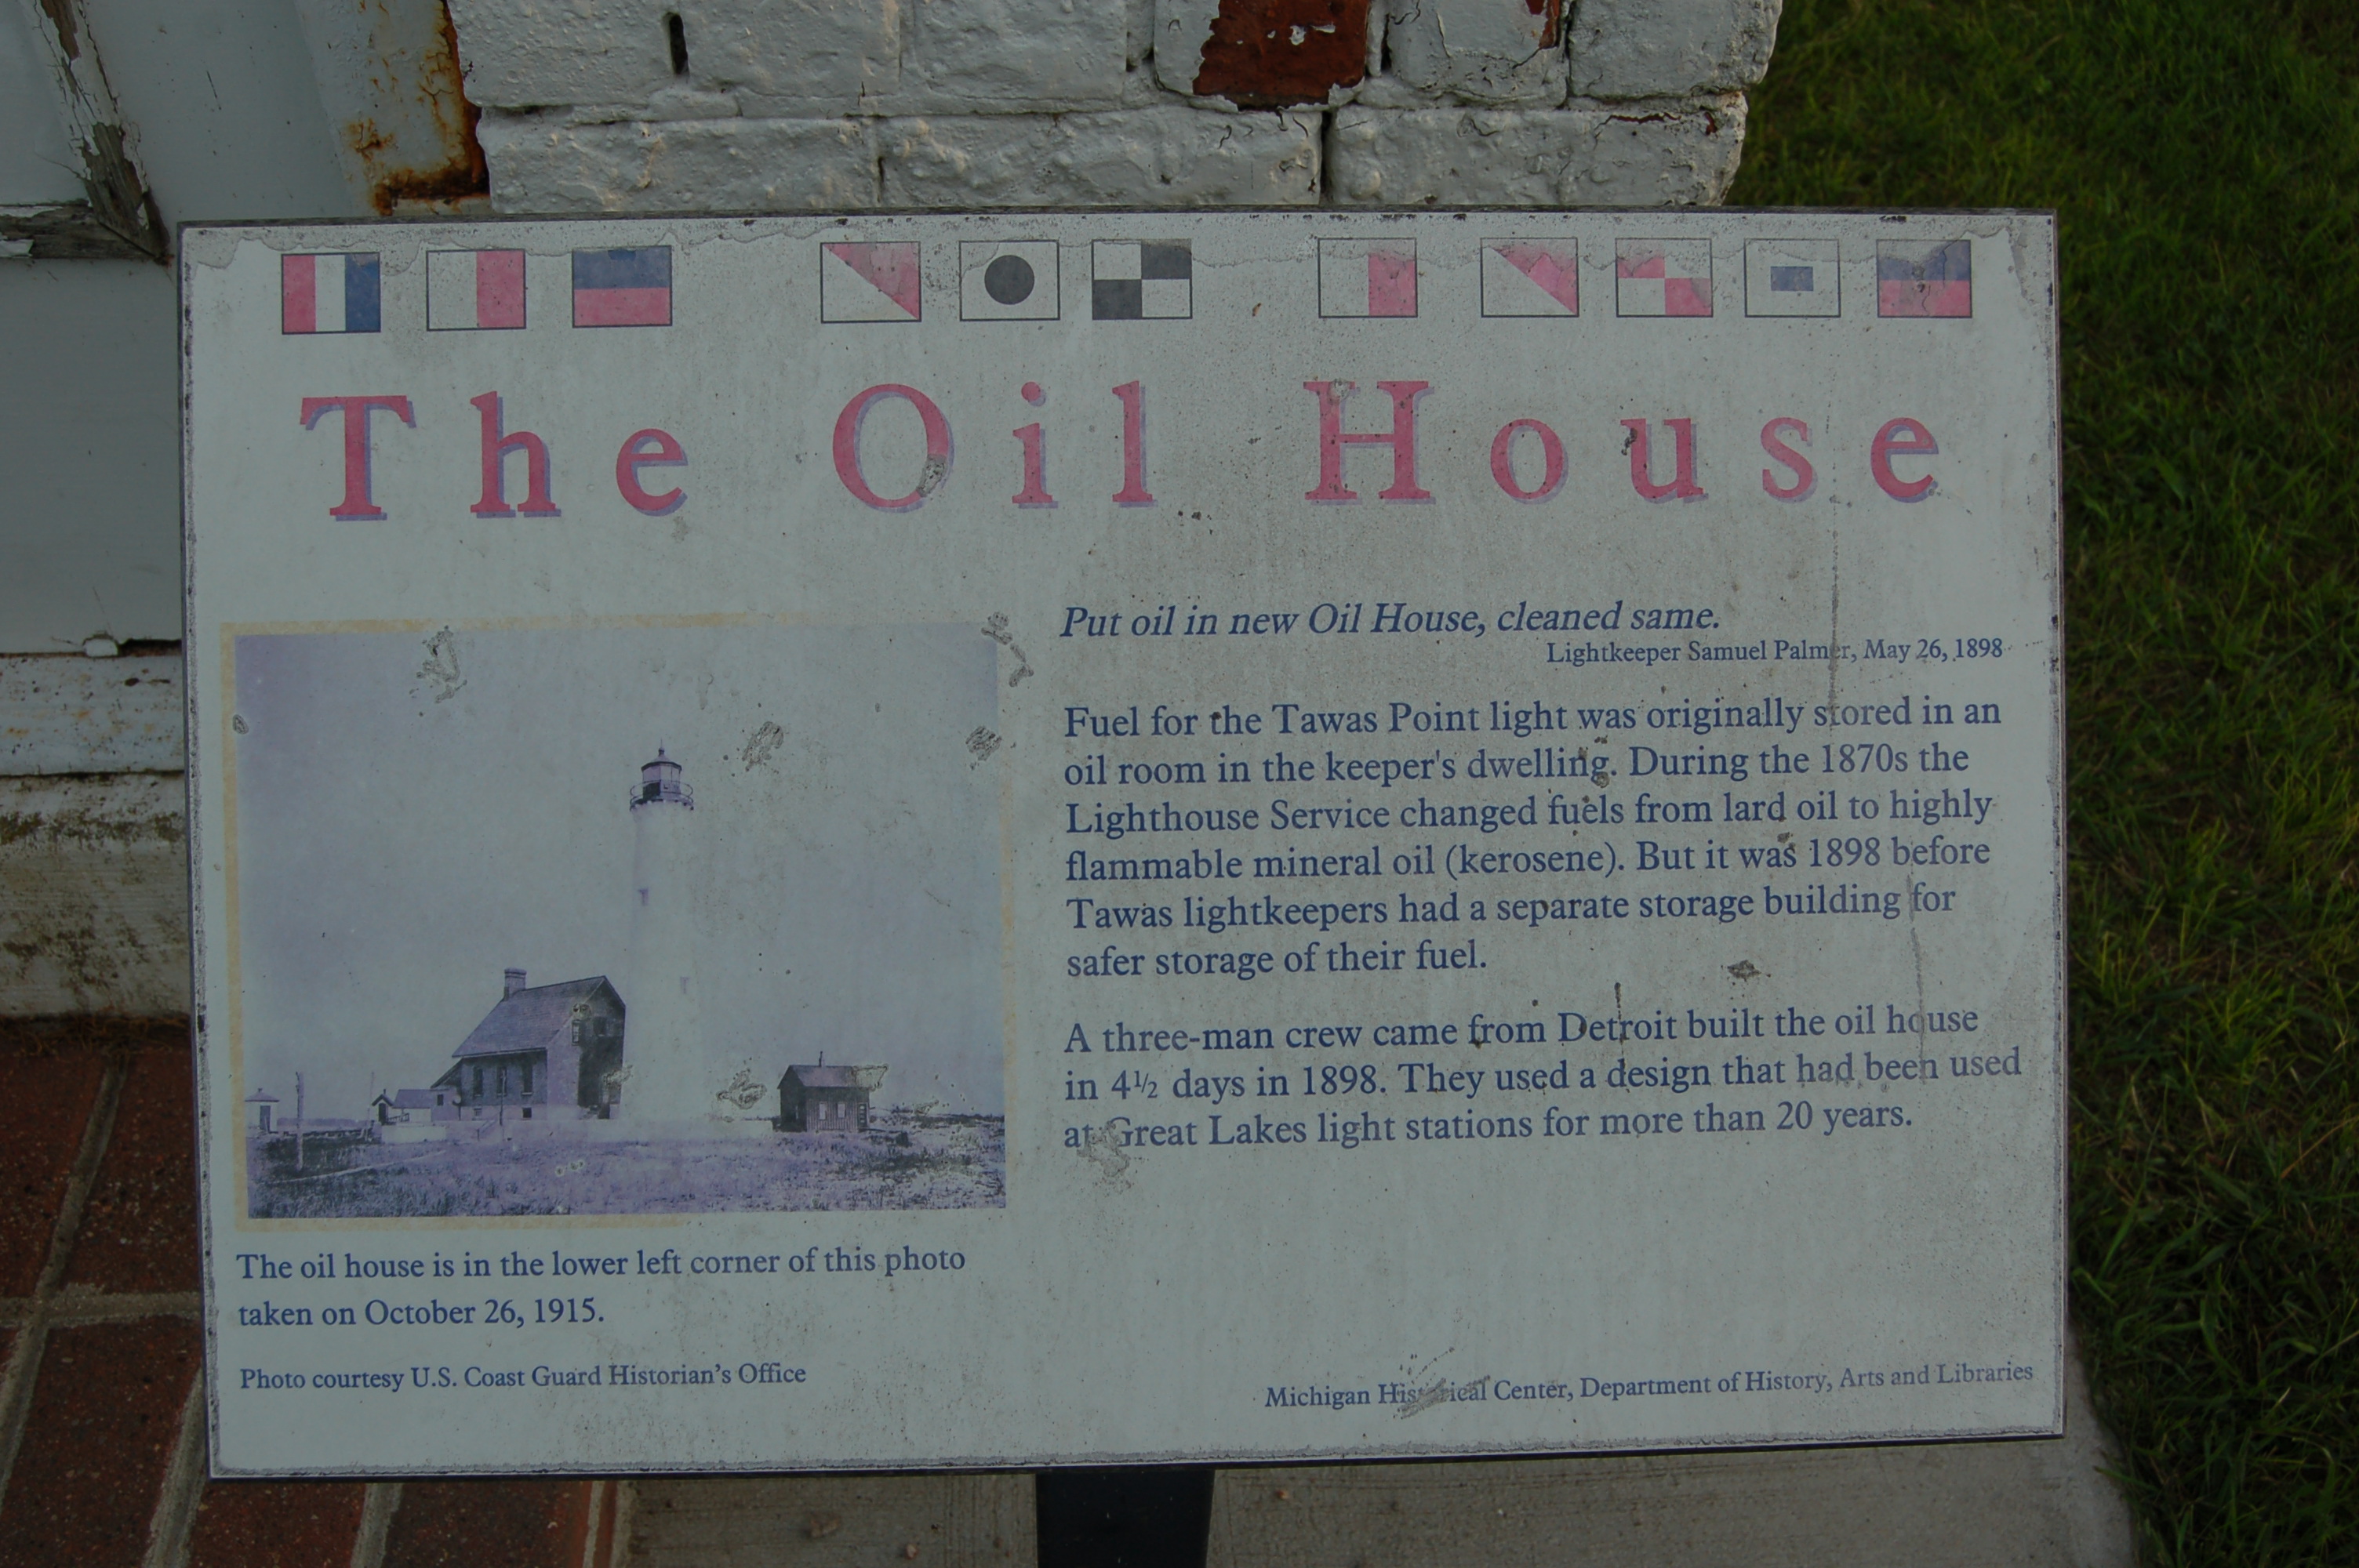 The Oil House
Put oil in new Oil House, cleaned same.
Lightkeeper Samuel Palmer, May 26, 1898
Fuel for the Tawas Point light was originally stored in an
oil room in the keeper's dwelling. During the 1870s the
Lighthouse Service changed fuels from lard oil to highly
flammable mineral oil (kerosene). But it was 1898 before
Tawas lightkeepers had a separate storage building for
safer storage of their fuel.
A three-man crew came from Detroit built the oil house
in 4½ days in 1898. They used a design that had been used
at Great Lakes light stations for more than 20 years.
The oil house is in the lower left corner of this photo
taken on October 26, 1915.
Photo courtesy U.S. Coast Guard Historian's Office
Michigan Historical Center, Department of History, Arts and Libraries